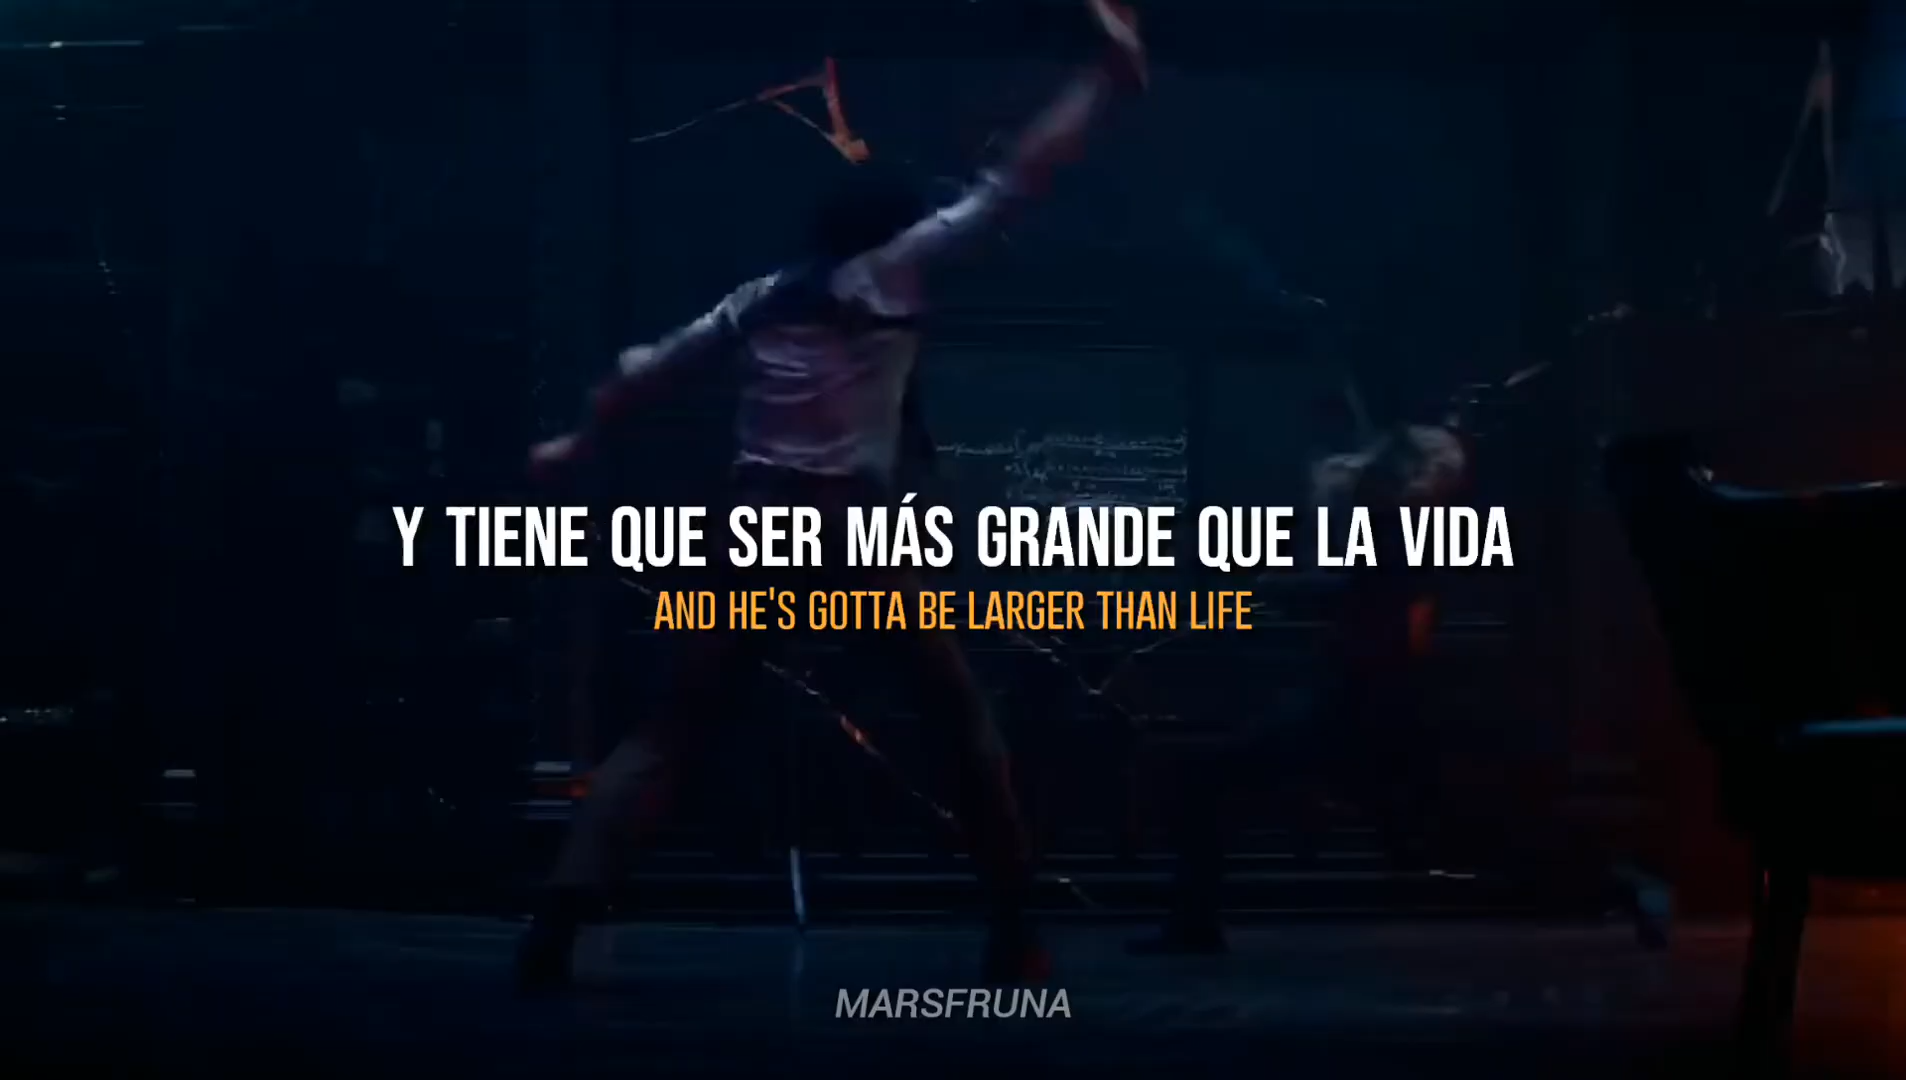 Y TIENE QUE SER MÁS GRANDE QUE LA VIDA
AND HE'S GOTTA BE LARGER THAN LIFE
MARSFRUNA